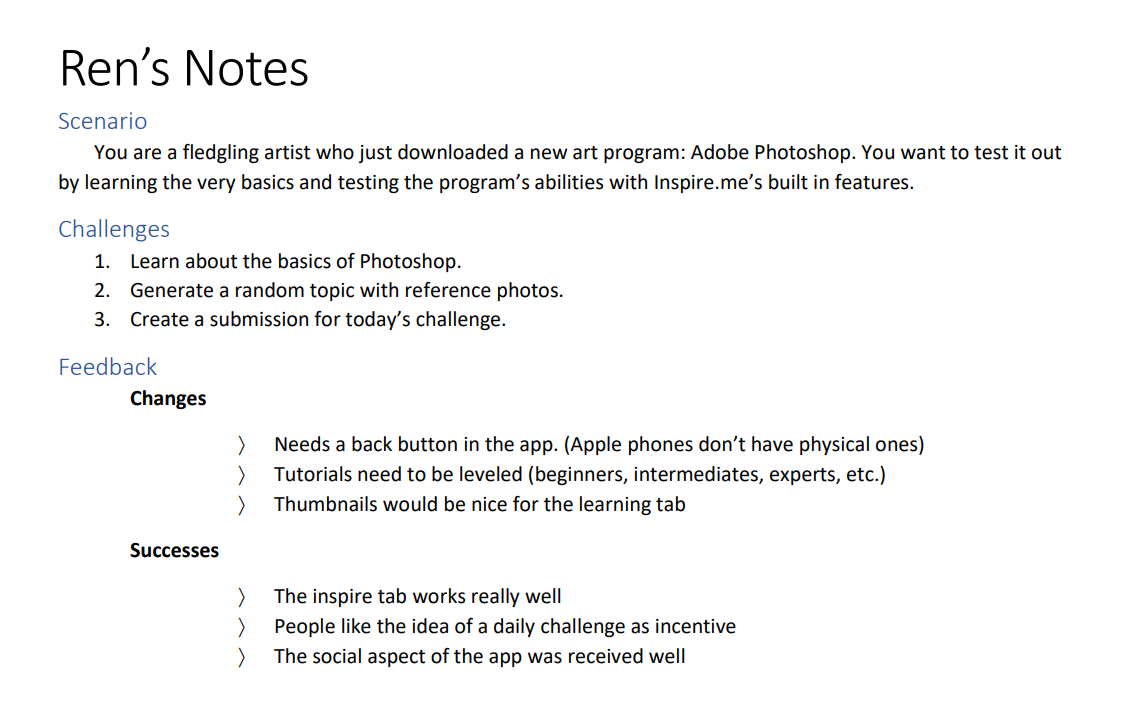 Ren’s Notes
Scenario
You are a fledgling artist who just downloaded a new art program: Adobe Photoshop. You want to test it out
by learning the very basics and testing the program’s abilities with Inspire.me’s built in features.
Challenges
1. Learn about the basics of Photoshop.
2. Generate a random topic with reference photos.
3. Create a submission for today’s challenge.
Feedback
Changes
〉 Needs a back button in the app. (Apple phones don’t have physical ones)
〉 Tutorials need to be leveled (beginners, intermediates, experts, etc.)
〉 Thumbnails would be nice for the learning tab
Successes
〉 The inspire tab works really well
〉 People like the idea of a daily challenge as incentive
〉 The social aspect of the app was received well